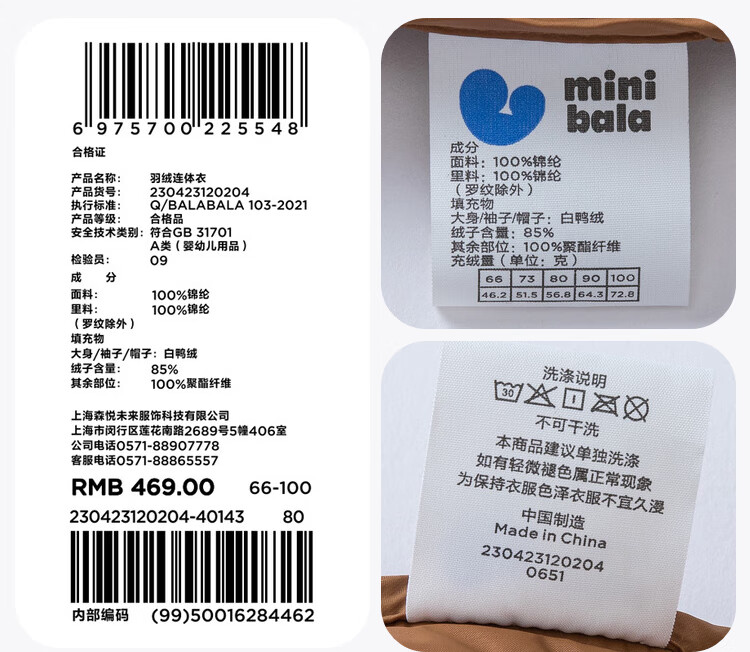 6 975700 225548
合格证
产品名称: 羽绒连体衣
产品货号: 230423120204
执行标准: Q/BALABALA 103-2021
产品等级: 合格品
安全技术类别: 符合GB 31701
A类（婴幼儿用品）
检验员: 09
成 分
面料: 100%锦纶
里料: 100%锦纶
（罗纹除外）
填充物
大身/袖子/帽子: 白鸭绒
绒子含量: 85%
其余部位: 100%聚酯纤维
上海森悦未来服饰科技有限公司
上海市闵行区莲花南路2689号5幢406室
公司电话0571-88907778
客服电话0571-88865557
RMB 469.00 66-100
230423120204-40143 80
内部编码 (99)50016284462
mini
bala
成分
面料: 100%锦纶
里料: 100%锦纶
（罗纹除外）
填充物
大身/袖子/帽子: 白鸭绒
绒子含量: 85%
其余部位: 100%聚酯纤维
充绒量（单位: 克）
66 73 80 90 100
46.2 51.5 56.8 64.3 72.8
洗涤说明
30
不可干洗
本商品建议单独洗涤
如有轻微褪色属正常现象
为保持衣服色泽衣服不宜久浸
中国制造
Made in China
230423120204
0651